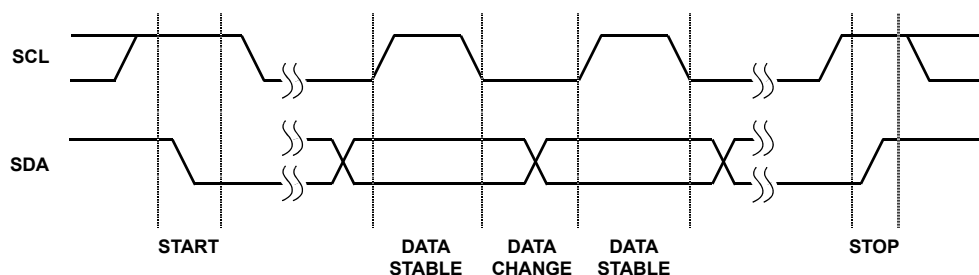 SCL
SDA
START
DATA STABLE
DATA CHANGE
DATA STABLE
STOP